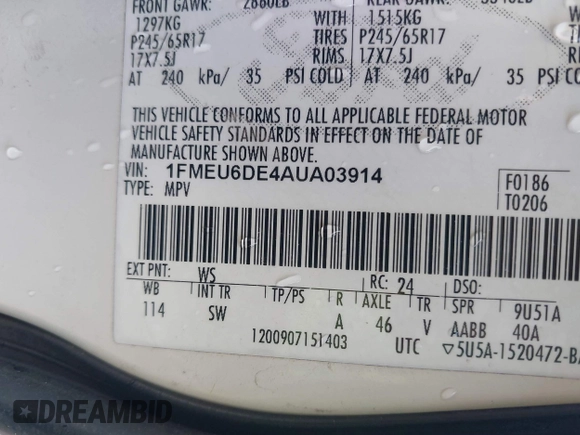 FRONT GAWR: 2860LB
1297KG WITH 1515KG
P245/65R17 TIRES P245/65R17
17X7.5J RIMS 17X7.5J
AT 240 kPa/ 35 PSI COLD AT 240 kPa/ 35 PSI COLD
THIS VEHICLE CONFORMS TO ALL APPLICABLE FEDERAL MOTOR
VEHICLE SAFETY STANDARDS IN EFFECT ON THE DATE OF
MANUFACTURE SHOWN ABOVE.
VIN: 1FMEU6DE4AUA03914
TYPE: MPV
F0186
T0206
EXT PNT: WS RC: 24 DSO:
WB INT TR TP/PS R AXLE TR SPR 9U51A
114 SW A 46 V AABB 40A
1200907151403 UTC ▽5U5A-1520472-BA
DREAMBID